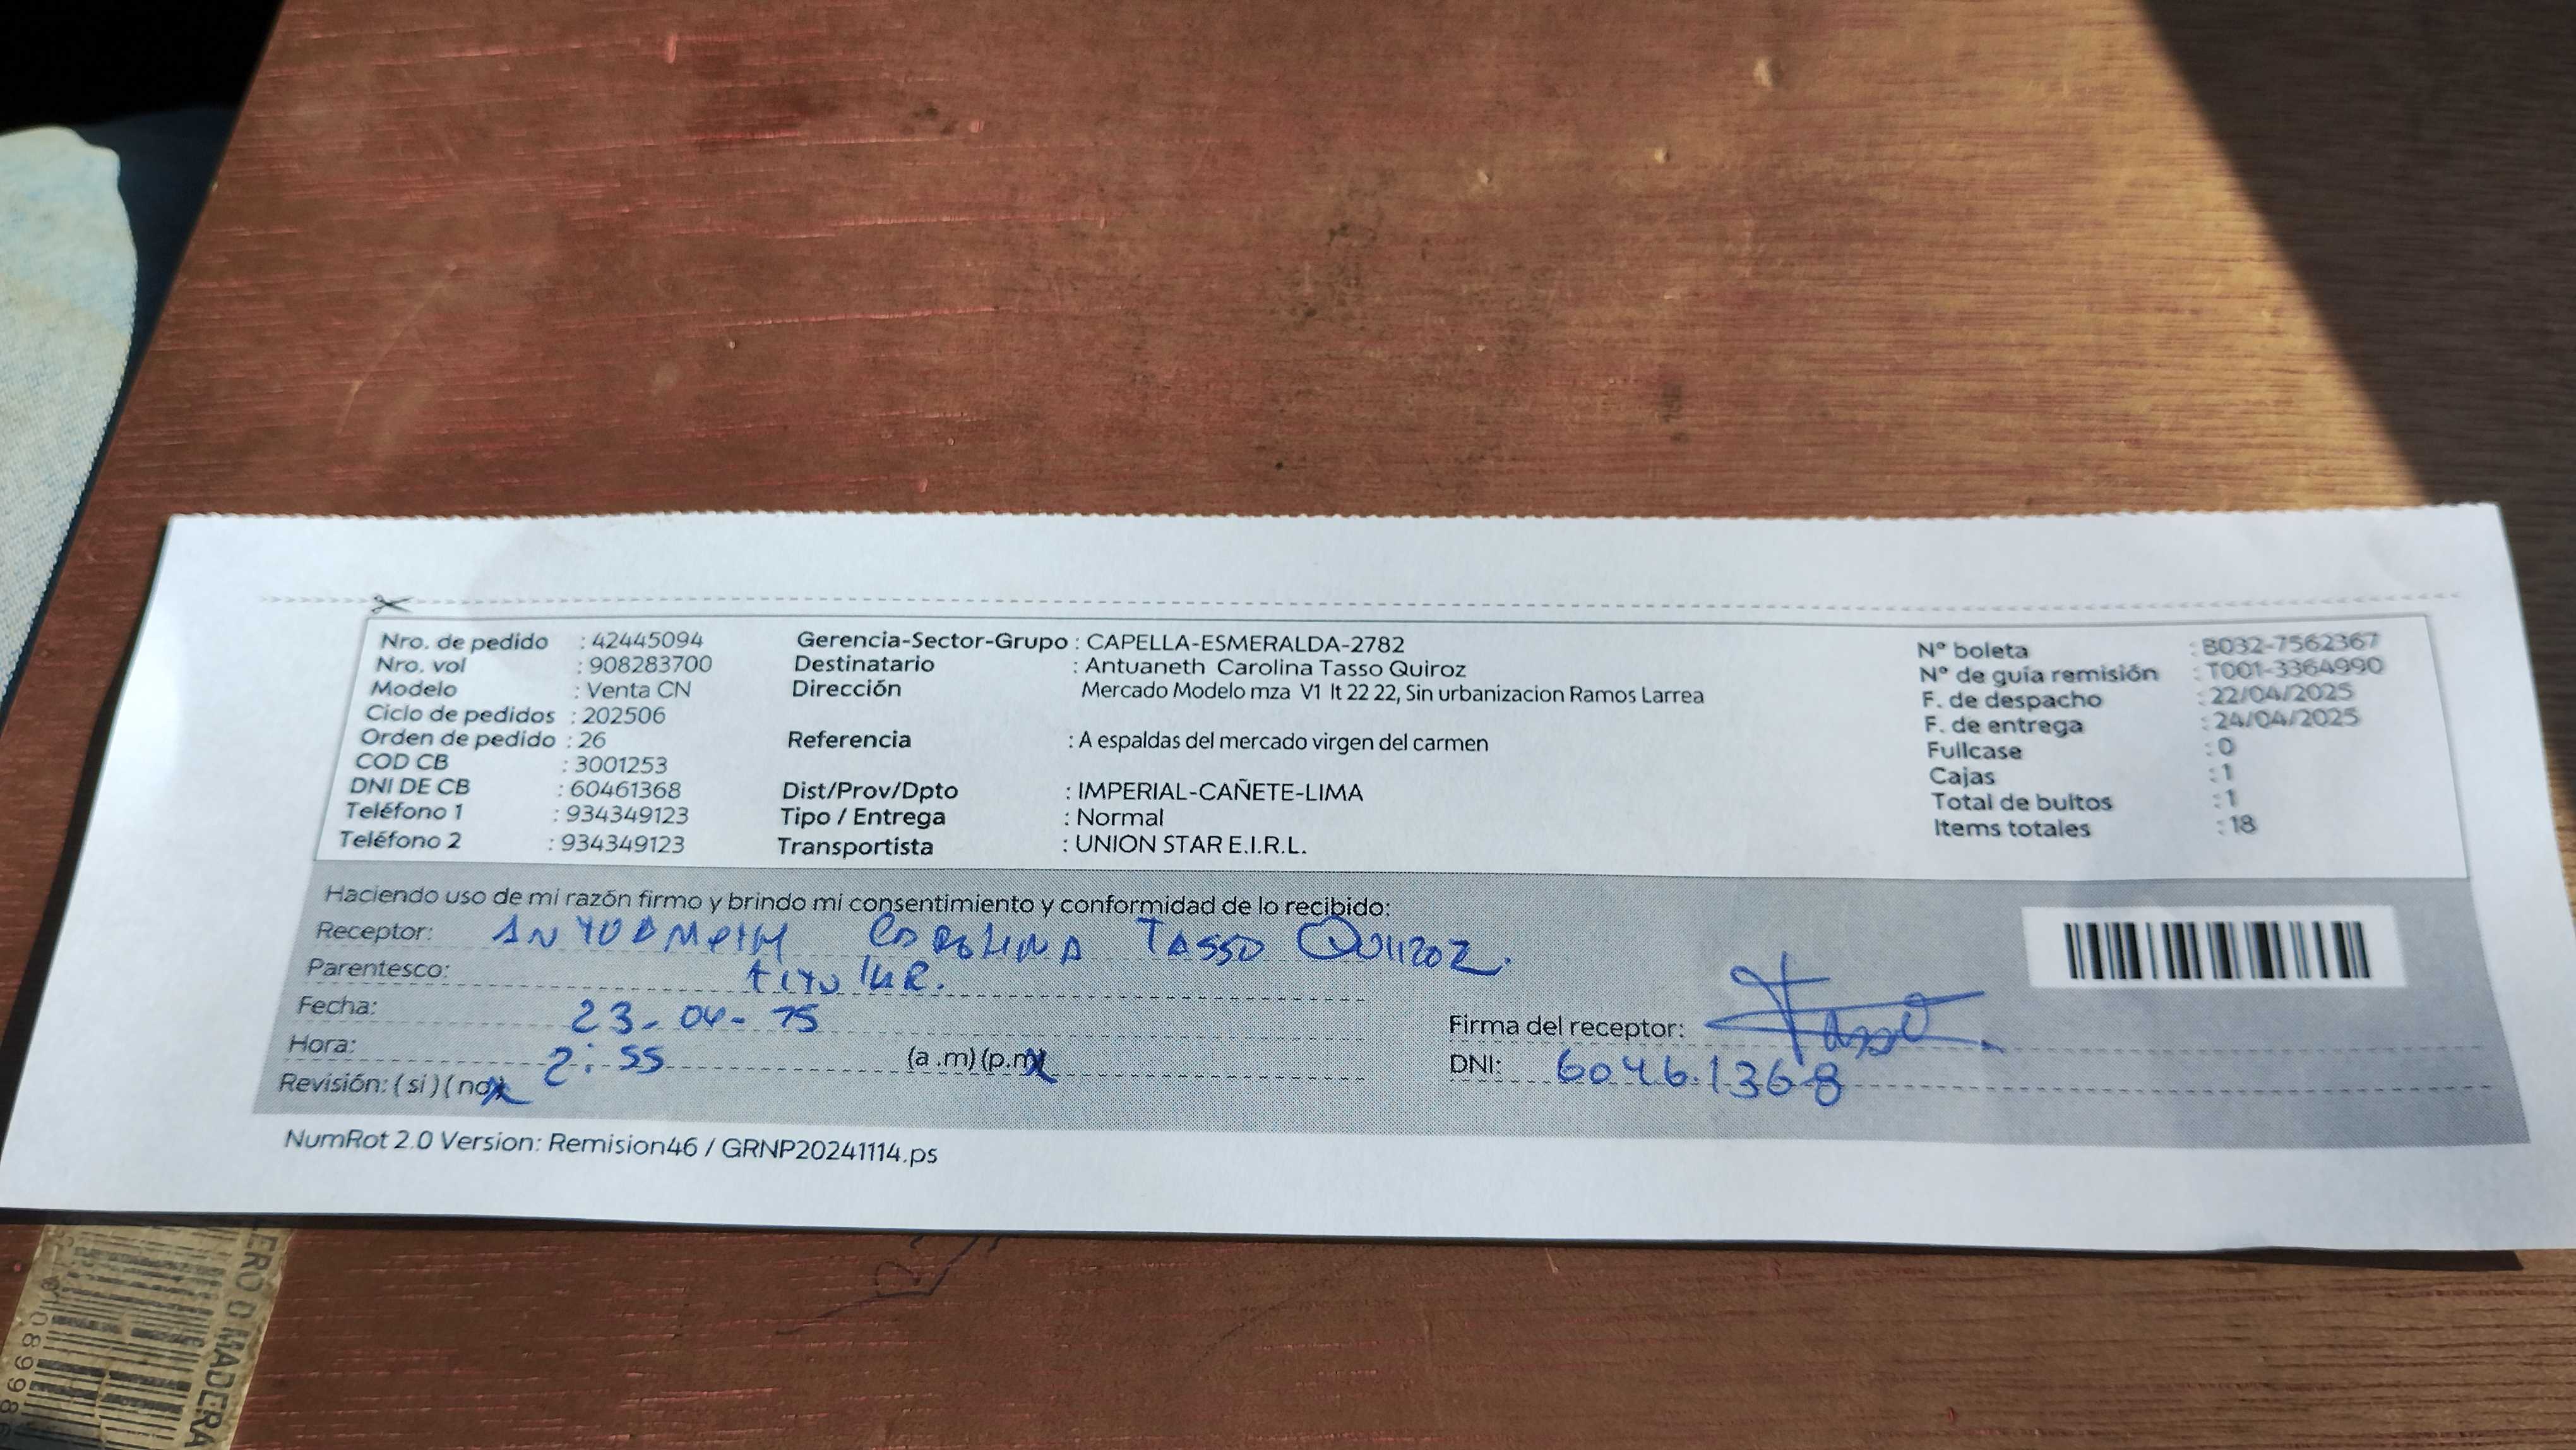 Nro. de pedido : 42445094
Nro. vol : 908283700
Modelo : Venta CN
Ciclo de pedidos : 202506
Orden de pedido : 26
COD CB : 3001253
DNI DE CB : 60461368
Teléfono 1 : 934349123
Teléfono 2 : 934349123
Gerencia-Sector-Grupo : CAPELLA-ESMERALDA-2782
Destinatario : Antuaneth Carolina Tasso Quiroz
Dirección Mercado Modelo mza V1 lt 22 22, Sin urbanizacion Ramos Larrea
Referencia : A espaldas del mercado virgen del carmen
Dist/Prov/Dpto : IMPERIAL-CAÑETE-LIMA
Tipo / Entrega : Normal
Transportista : UNION STAR E.I.R.L.
Nº boleta : B032-7562367
Nº de guía remisión : T001-3364990
F. de despacho : 22/04/2025
F. de entrega : 24/04/2025
Fullcase : 0
Cajas : 1
Total de bultos : 1
Items totales : 18
Haciendo uso de mi razón firmo y brindo mi consentimiento y conformidad de lo recibido:
Receptor: CAROLINA TASSO QUIROZ.
Parentesco: titular.
Fecha: 23-04-
Hora: 2:55 (a .m) (p.m
Revisión: ( si ) ( no
Firma del receptor: Tasso
DNI: 60461368
NumRot 2.0 Version: Remision46 / GRNP20241114.ps
ERO D MADERA